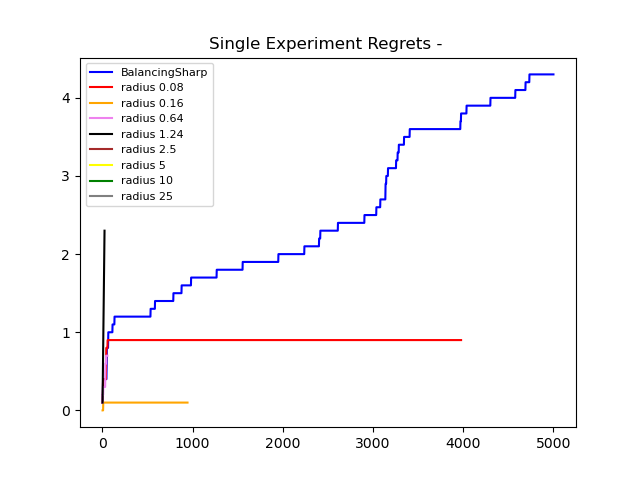 Single Experiment Regrets -
BalancingSharp
radius 0.08
radius 0.16
radius 0.64
radius 1.24
radius 2.5
radius 5
radius 10
radius 25
4
3
2
1
0
0 1000 2000 3000 4000 5000